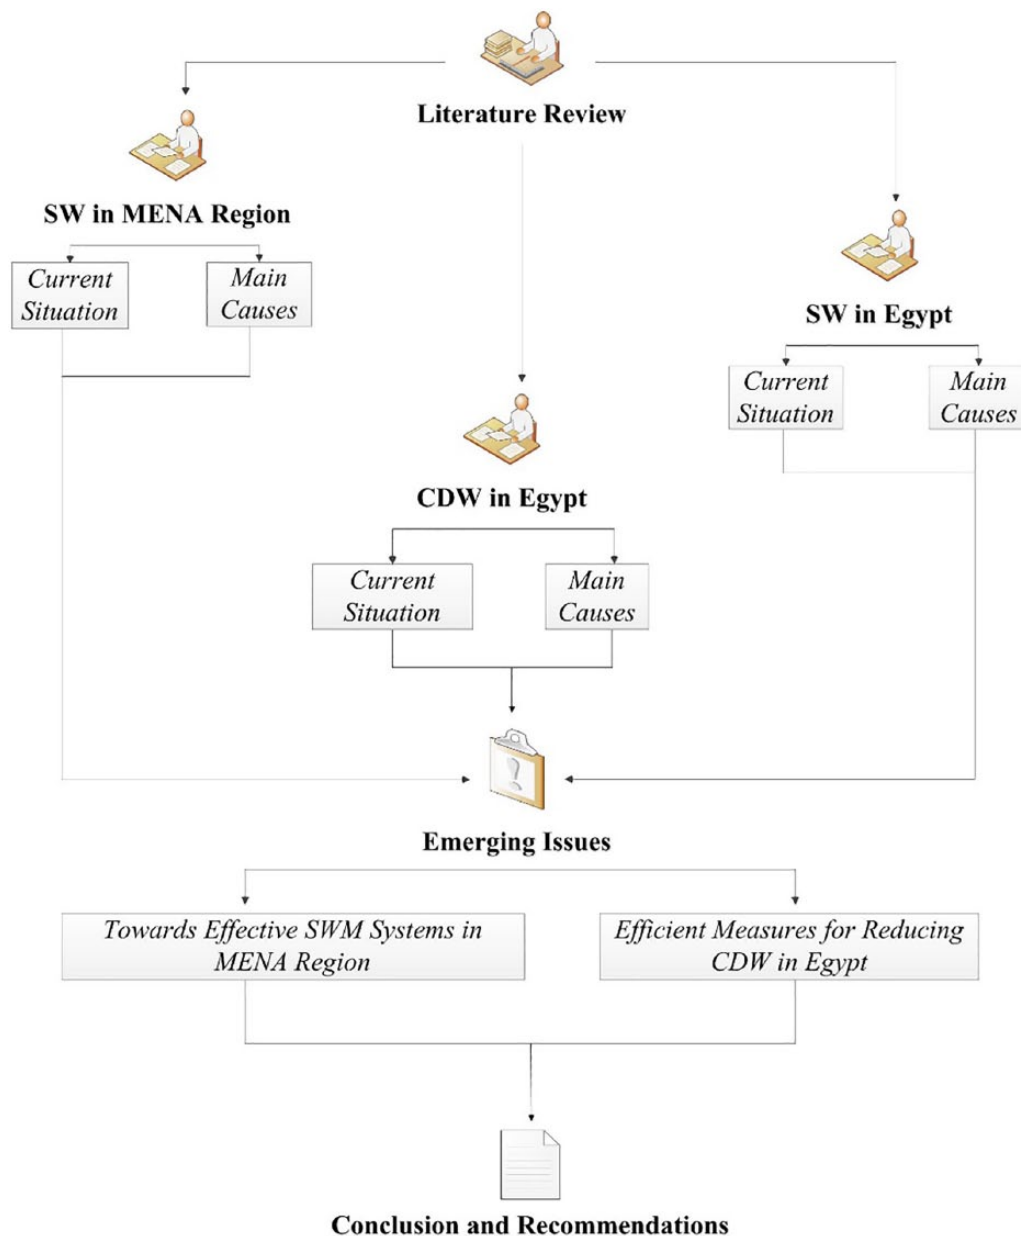 Literature Review
SW in MENA Region
Current
Situation
Main
Causes
SW in Egypt
Current
Situation
Main
Causes
CDW in Egypt
Current
Situation
Main
Causes
Emerging Issues
Towards Effective SWM Systems in
MENA Region
Efficient Measures for Reducing
CDW in Egypt
Conclusion and Recommendations